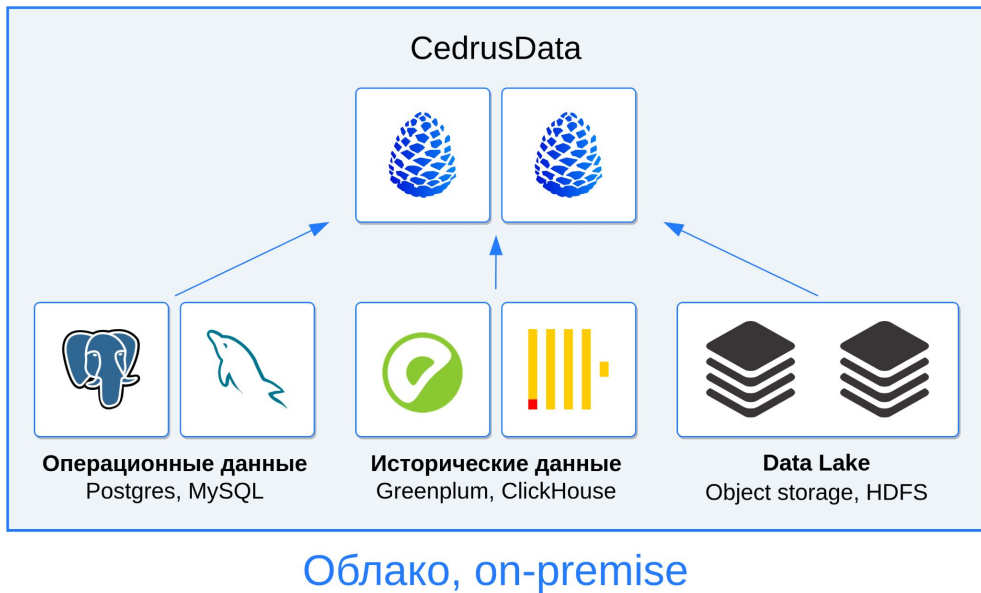 CedrusData
Операционные данные
Postgres, MySQL
Исторические данные
Greenplum, ClickHouse
Data Lake
Object storage, HDFS
Облако, on-premise